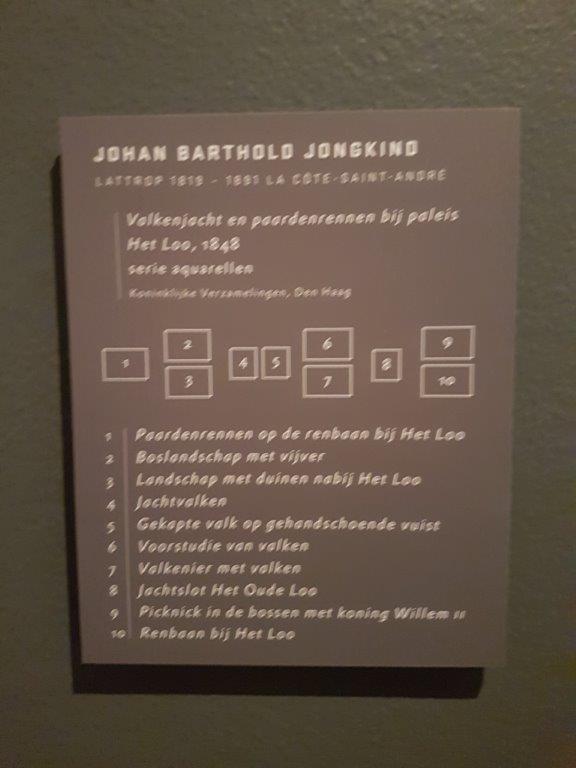 JOHAN BARTHOLD JONGKIND
LATTROP 1819 - 1891 LA CÔTE-SAINT-ANDRÉ
Valkenjacht en paardenrennen bij paleis
Het Loo, 1848
serie aquarellen
Koninklijke Verzamelingen, Den Haag
1
2
3
4
5
6
7
8
9
10
1 Paardenrennen op de renbaan bij Het Loo
2 Boslandschap met vijver
3 Landschap met duinen nabij Het Loo
4 Jachtvalken
5 Gekapte valk op gehandschoende vuist
6 Voorstudie van valken
7 Valkenier met valken
8 Jachtslot Het Oude Loo
9 Picknick in de bossen met koning Willem II
10 Renbaan bij Het Loo